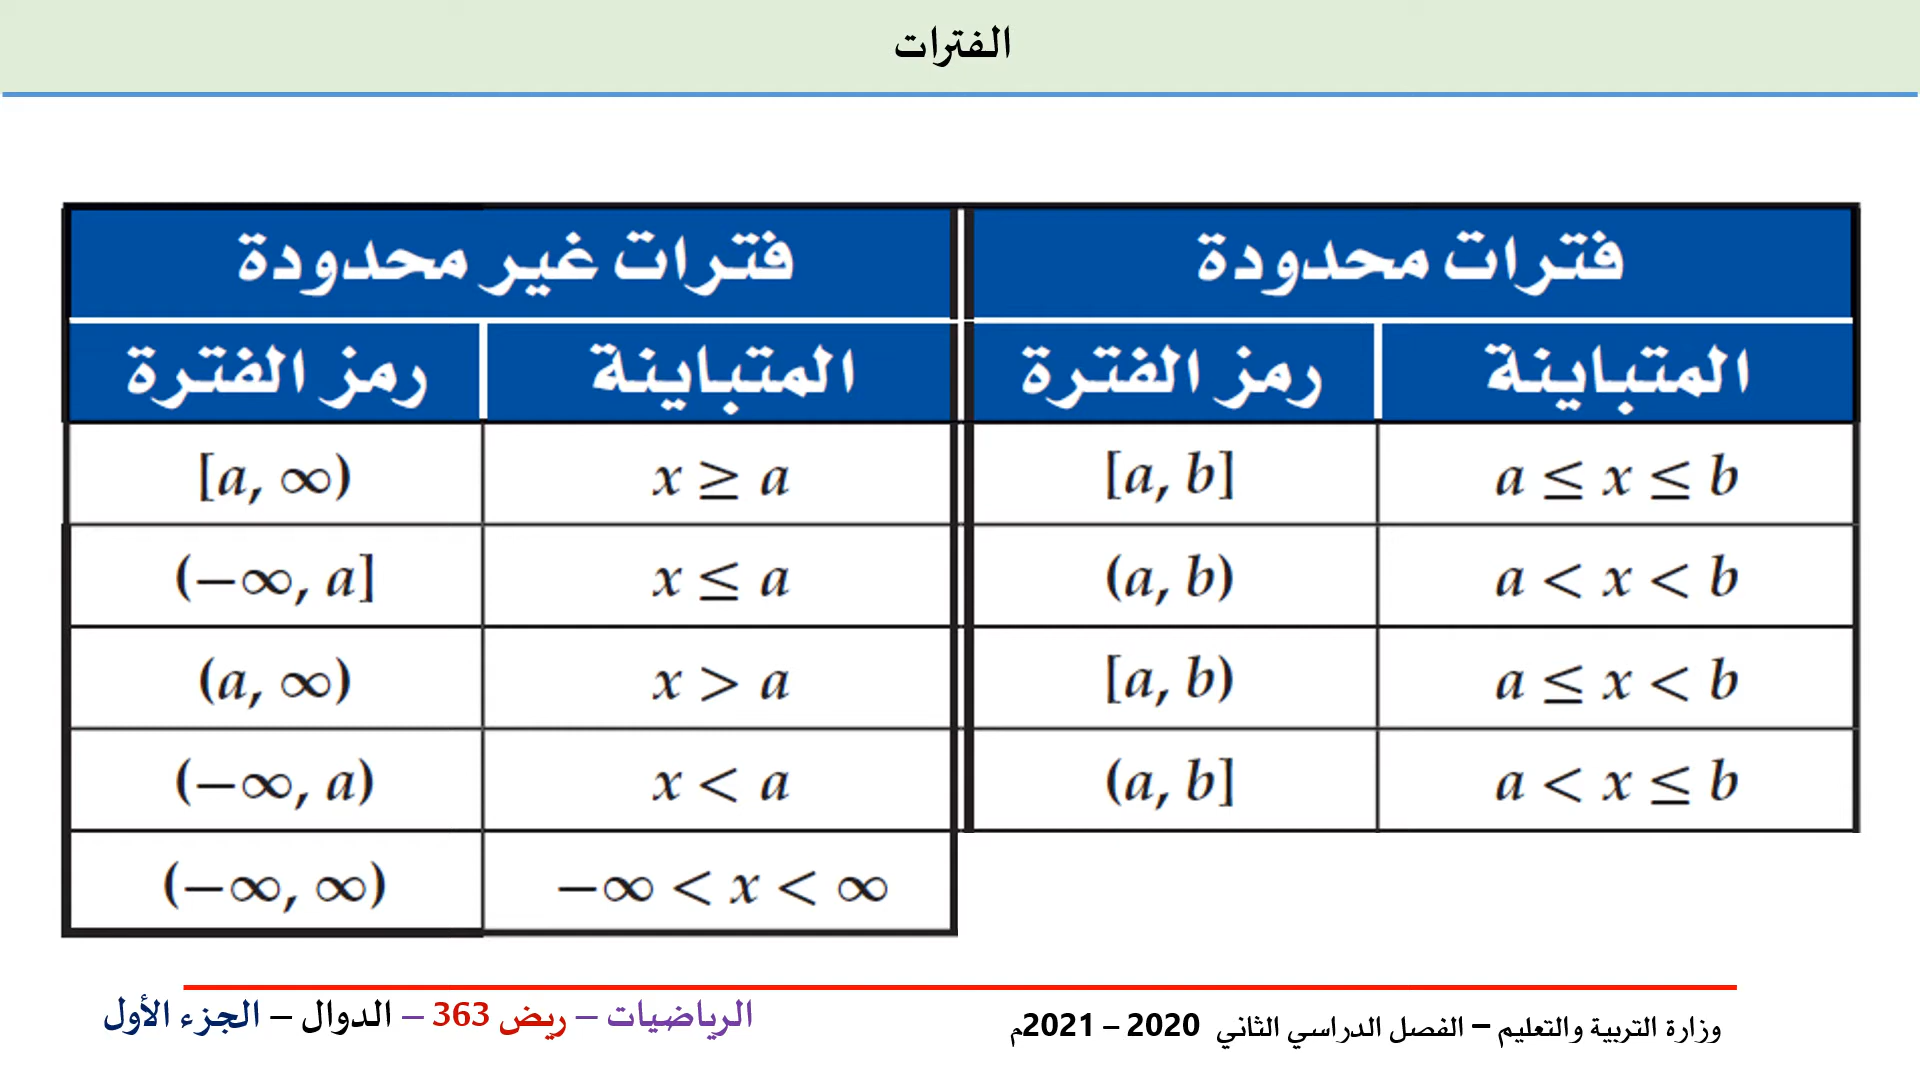 الفترات
فترات محدودة	فترات غير محدودة
المتباينة	رمز الفترة	المتباينة	رمز الفترة
a ≤ x ≤ b	[a, b]	x ≥ a	[a, ∞)
a < x < b	(a, b)	x ≤ a	(−∞, a]
a ≤ x < b	[a, b)	x > a	(a, ∞)
a < x ≤ b	(a, b]	x < a	(−∞, a)
−∞ < x < ∞	(−∞, ∞)
وزارة التربية والتعليم – الفصل الدراسي الثاني 2020 – 2021م
الرياضيات – ريض 363 – الدوال – الجزء الأول